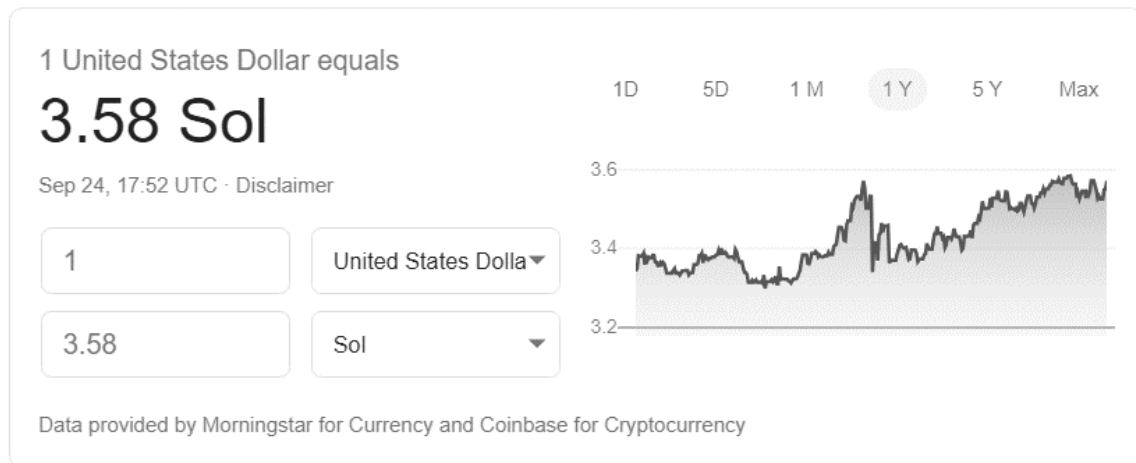 1 United States Dollar equals
3.58 Sol
Sep 24, 17:52 UTC · Disclaimer
1
United States Dolla
3.58
Sol
1D 5D 1 M 1 Y 5 Y Max
3.6
3.4
3.2
Data provided by Morningstar for Currency and Coinbase for Cryptocurrency